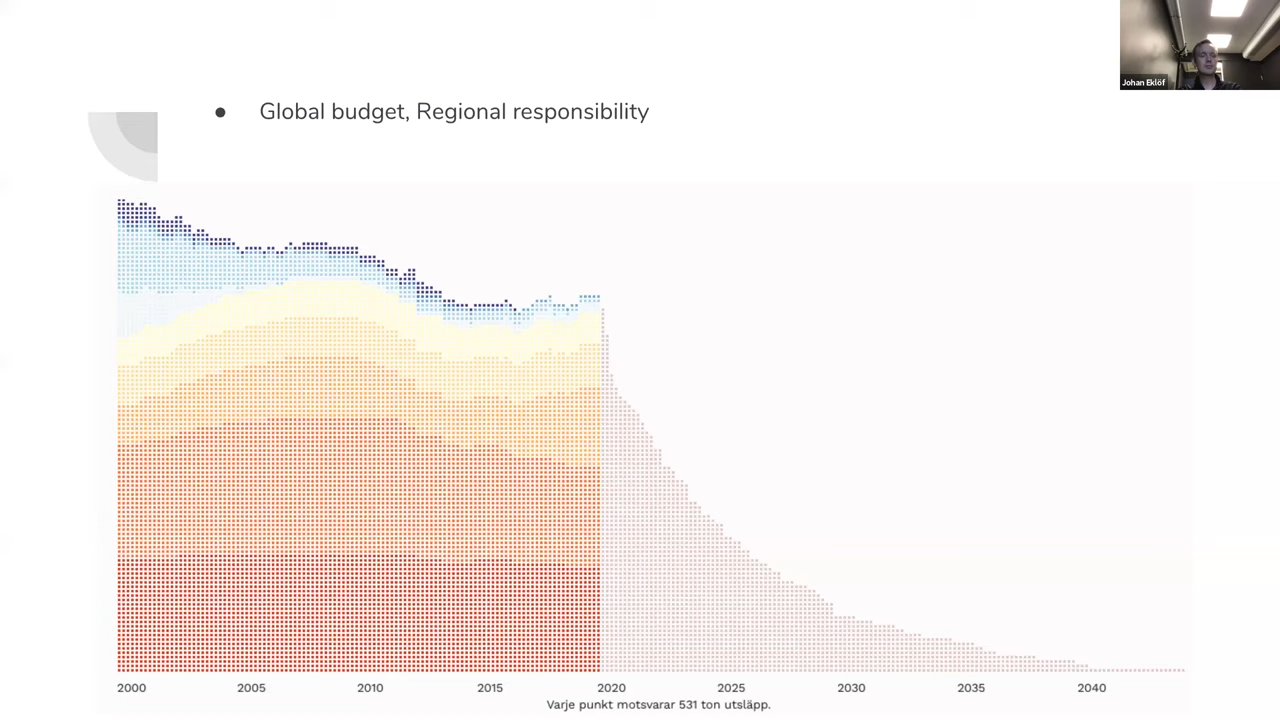 Johan Eklöf
● Global budget, Regional responsibility
2000 2005 2010 2015 2020 2025 2030 2035 2040
Varje punkt motsvarar 531 ton utsläpp.